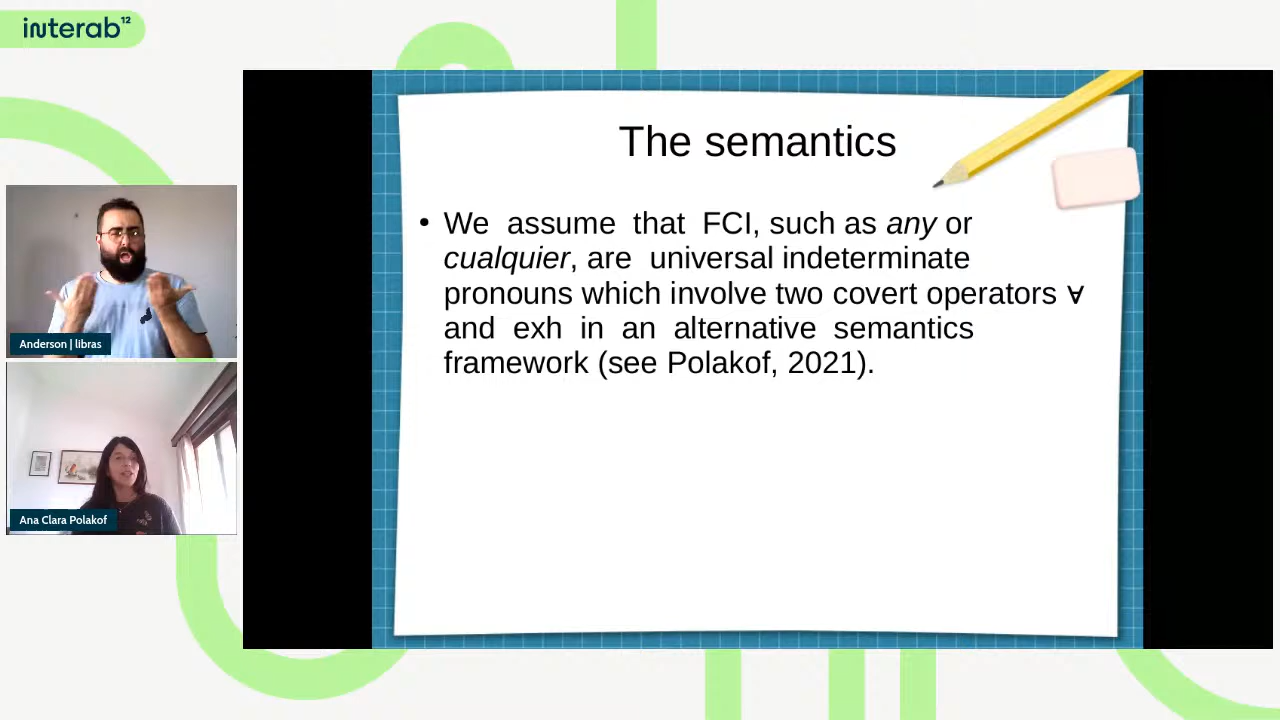 interab12
The semantics
• We assume that FCI, such as any or
cualquier, are universal indeterminate
pronouns which involve two covert operators ∀
and exh in an alternative semantics
framework (see Polakof, 2021).
Anderson | libras
Ana Clara Polakof